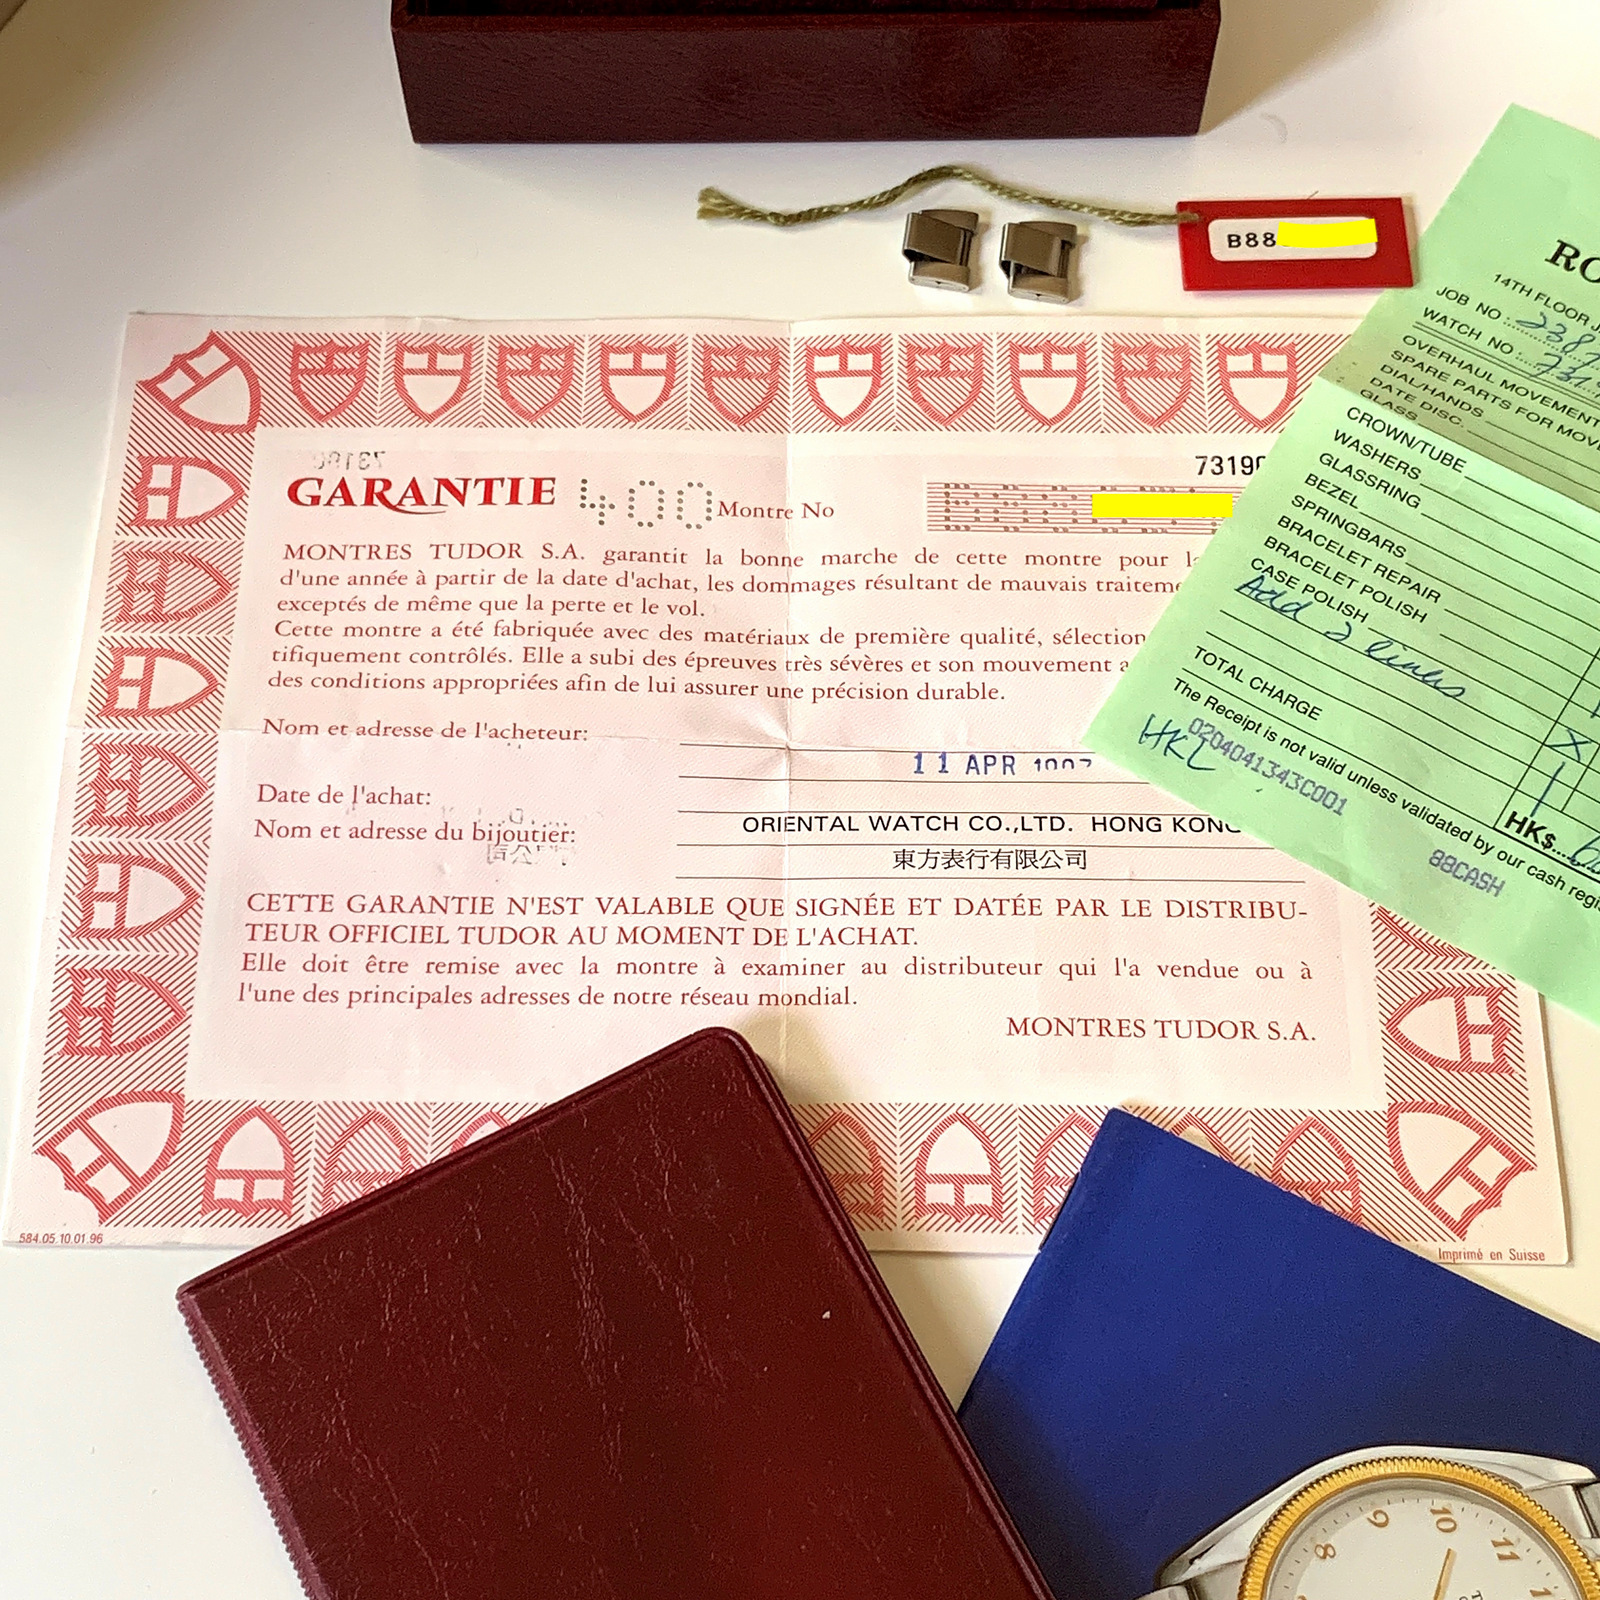 B88
RO
14TH FLOOR J
JOB NO
WATCH NO
OVERHAUL MOVEMENT
SPARE PARTS FOR MOV
DIAL/HANDS
DATE DISC.
GLASS
CROWN/TUBE
WASHERS
GLASSRING
BEZEL
SPRINGBARS
BRACELET REPAIR
BRACELET POLISH
CASE POLISH
Add 2 links
TOTAL CHARGE
The Receipt is not valid unless validated by our cash regi
HK$
0204041343C001
88CASH
73190
GARANTIE 400 Montre No
MONTRES TUDOR S.A. garantit la bonne marche de cette montre pour l
d'une année à partir de la date d'achat, les dommages résultant de mauvais traiteme
exceptés de même que la perte et le vol.
Cette montre a été fabriquée avec des matériaux de première qualité, sélection
tifiquement contrôlés. Elle a subi des épreuves très sévères et son mouvement a
des conditions appropriées afin de lui assurer une précision durable.
Nom et adresse de l'acheteur:
11 APR 1997
Date de l'achat:
Nom et adresse du bijoutier:
ORIENTAL WATCH CO.,LTD. HONG KONG
東方表行有限公司
CETTE GARANTIE N'EST VALABLE QUE SIGNÉE ET DATÉE PAR LE DISTRIBU-
TEUR OFFICIEL TUDOR AU MOMENT DE L'ACHAT.
Elle doit être remise avec la montre à examiner au distributeur qui l'a vendue ou à
l'une des principales adresses de notre réseau mondial.
MONTRES TUDOR S.A.
584.05.10.01.96
Imprimé en Suisse
8 9 10 11